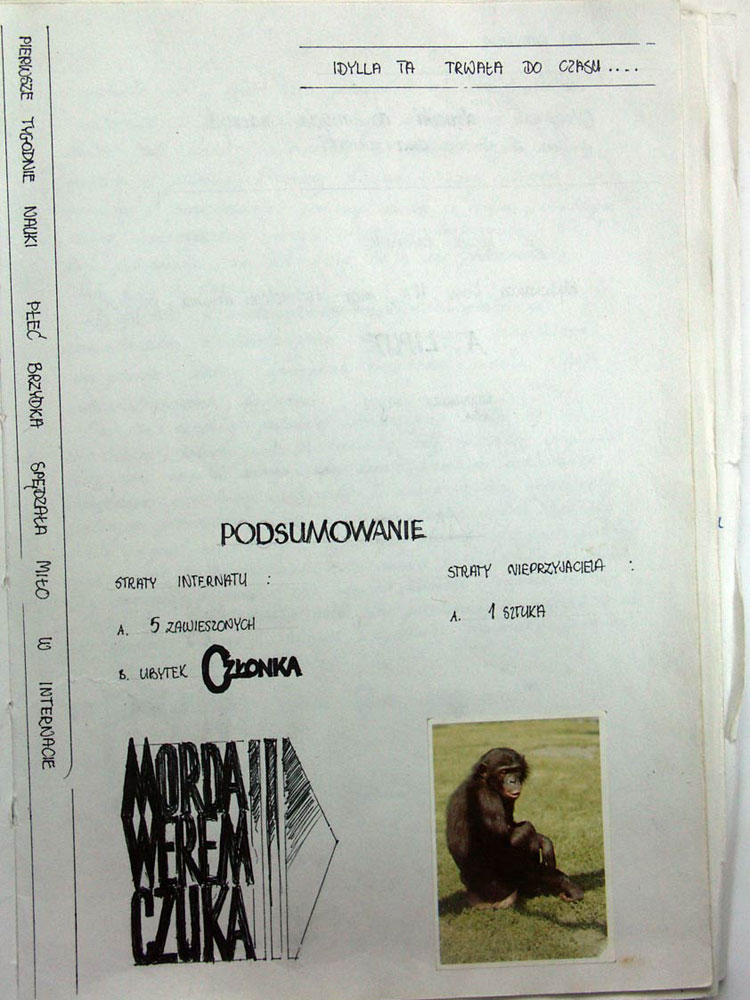 IDYLLA TA TRWAŁA DO CZASU ....
PIERWSZE TYGODNIE NAUKI PŁEĆ BRZYDKA SPĘDZAŁA MIŁO W INTERNACIE
PODSUMOWANIE
STRATY INTERNATU :
A. 5 ZAWIESZONYCH
B. UBYTEK CZŁONKA
STRATY NIEPRZYJACIELA :
A. 1 SZTUKA
MORDA
WEREM
CZUKA